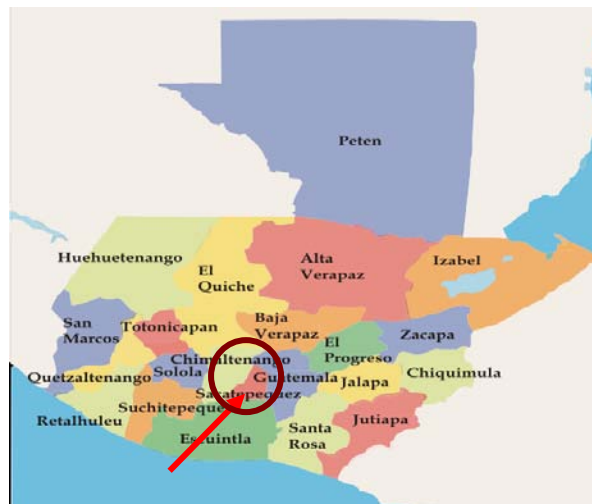 Peten
Huehuetenango
El
Quiche
Alta
Verapaz
Izabel
San
Marcos
Totonicapan
Baja
Verapaz
El
Progreso
Zacapa
Chimaltenango
Quetzaltenango
Solola
Guatemala
Jalapa
Chiquimula
Sacatepequez
Suchitepequez
Retalhuleu
Escuintla
Santa
Rosa
Jutiapa